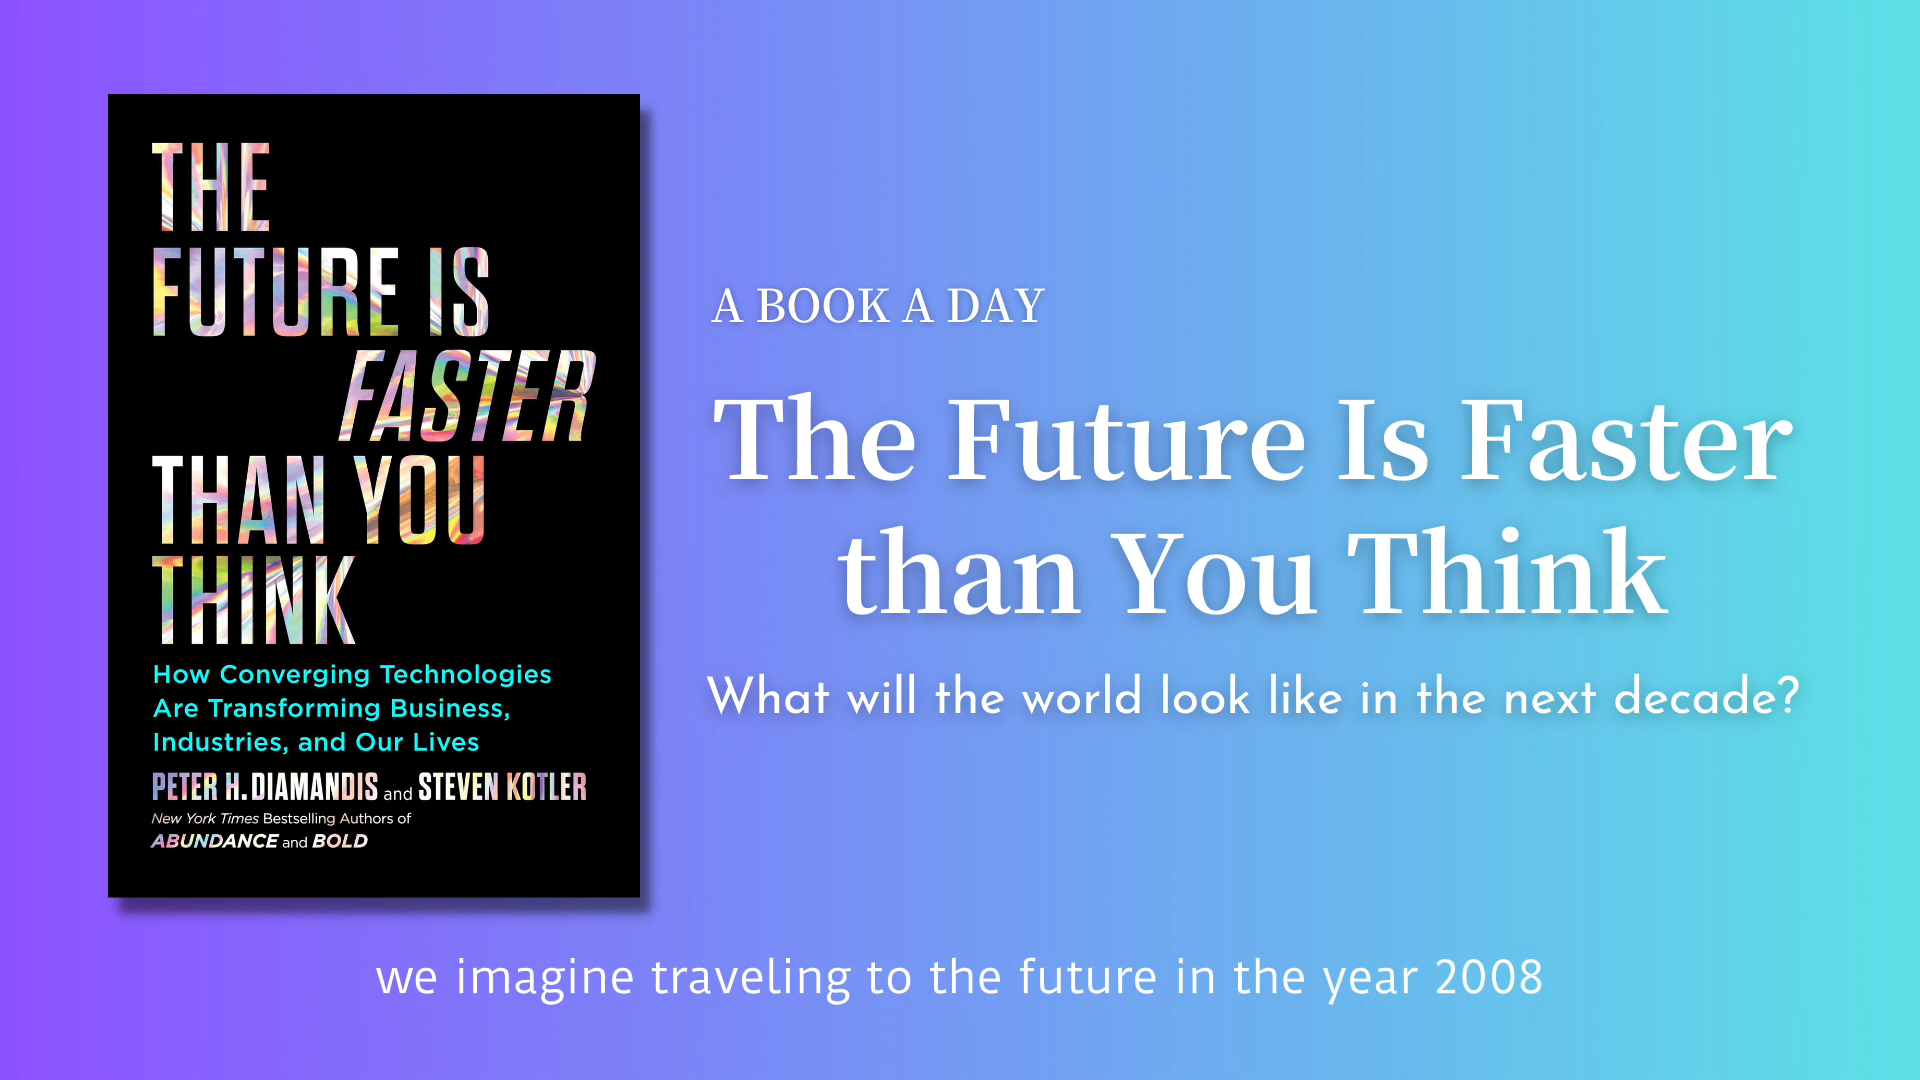 THE
FUTURE IS
FASTER
THAN YOU
THINK
How Converging Technologies
Are Transforming Business,
Industries, and Our Lives
PETER H. DIAMANDIS and STEVEN KOTLER
New York Times Bestselling Authors of
ABUNDANCE and BOLD
A BOOK A DAY
The Future Is Faster
than You Think
What will the world look like in the next decade?
we imagine traveling to the future in the year 2008